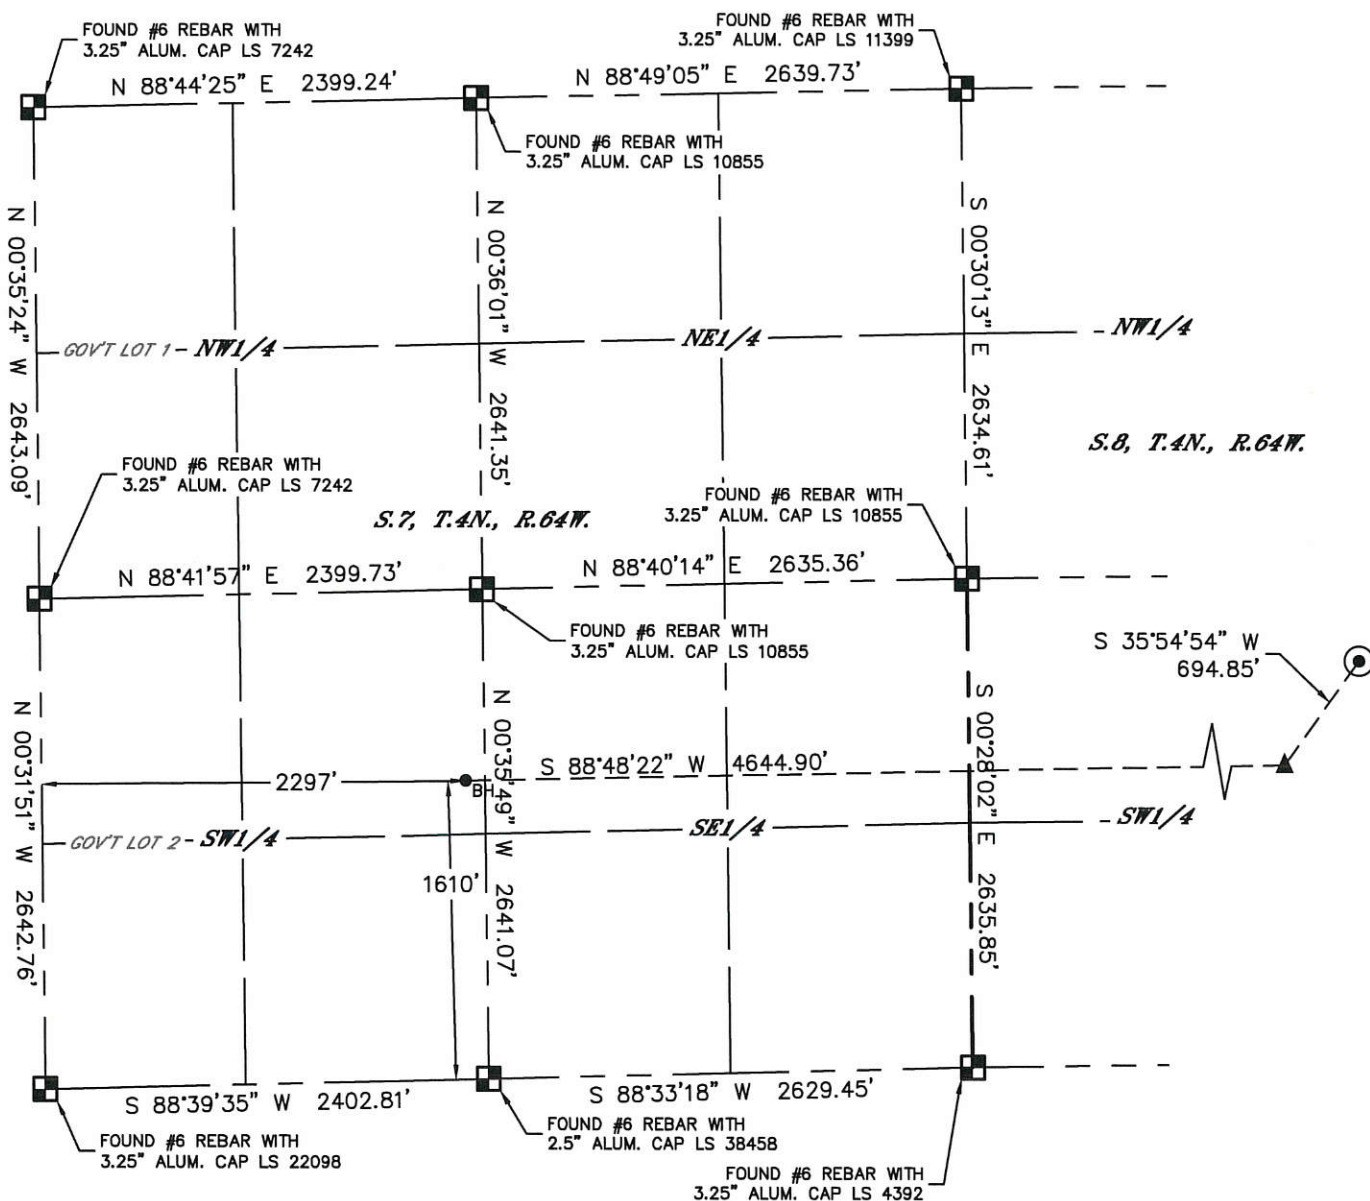 FOUND #6 REBAR WITH
3.25" ALUM. CAP LS 7242
FOUND #6 REBAR WITH
3.25" ALUM. CAP LS 11399
N 88°44'25" E 2399.24'
N 88°49'05" E 2639.73'
FOUND #6 REBAR WITH
3.25" ALUM. CAP LS 10855
N 00°35'24" W 2643.09'
N 00°36'01" W 2641.35'
S 00°30'13" E 2634.61'
GOV'T LOT 1 - NW1/4
NE1/4
NW1/4
S.8, T.4N., R.64W.
FOUND #6 REBAR WITH
3.25" ALUM. CAP LS 7242
S.7, T.4N., R.64W.
FOUND #6 REBAR WITH
3.25" ALUM. CAP LS 10855
N 88°41'57" E 2399.73'
N 88°40'14" E 2635.36'
FOUND #6 REBAR WITH
3.25" ALUM. CAP LS 10855
S 35°54'54" W
694.85'
N 00°31'51" W 2642.76'
N 00°35'49" W 2641.07'
S 00°28'02" E 2635.85'
2297'
BH
S 88°48'22" W 4644.90'
GOV'T LOT 2 - SW1/4
SE1/4
SW1/4
1610'
S 88°39'35" W 2402.81'
S 88°33'18" W 2629.45'
FOUND #6 REBAR WITH
3.25" ALUM. CAP LS 22098
FOUND #6 REBAR WITH
2.5" ALUM. CAP LS 38458
FOUND #6 REBAR WITH
3.25" ALUM. CAP LS 4392